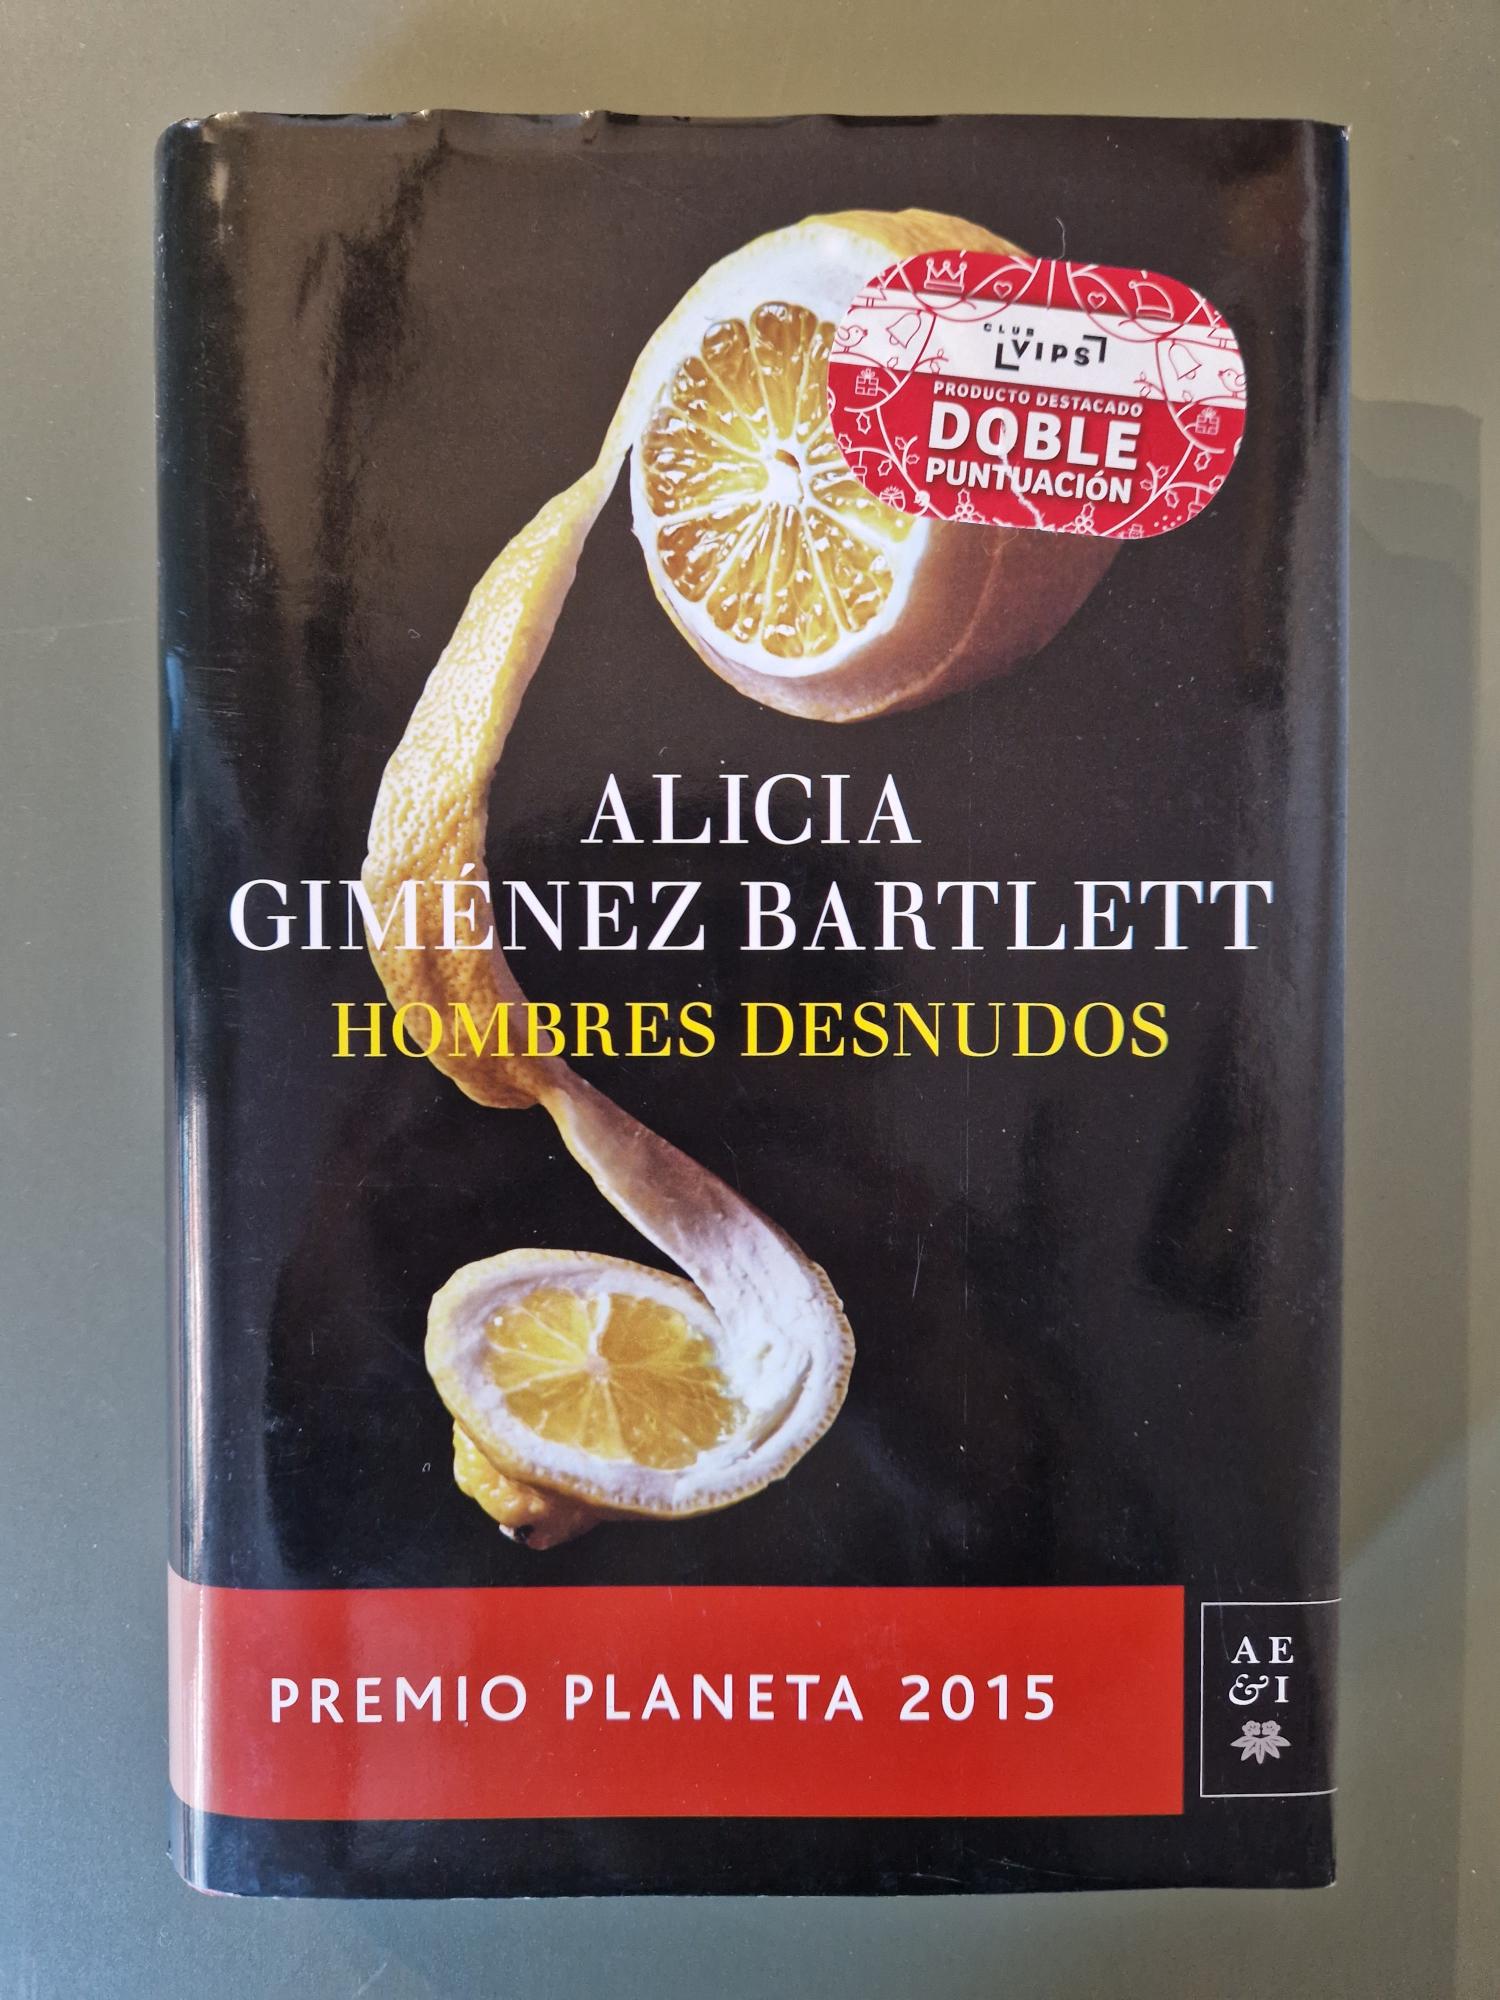 CLUB
VIPS
PRODUCTO DESTACADO
DOBLE
PUNTUACIÓN
ALICIA
GIMÉNEZ BARTLETT
HOMBRES DESNUDOS
PREMIO PLANETA 2015
AE
&I